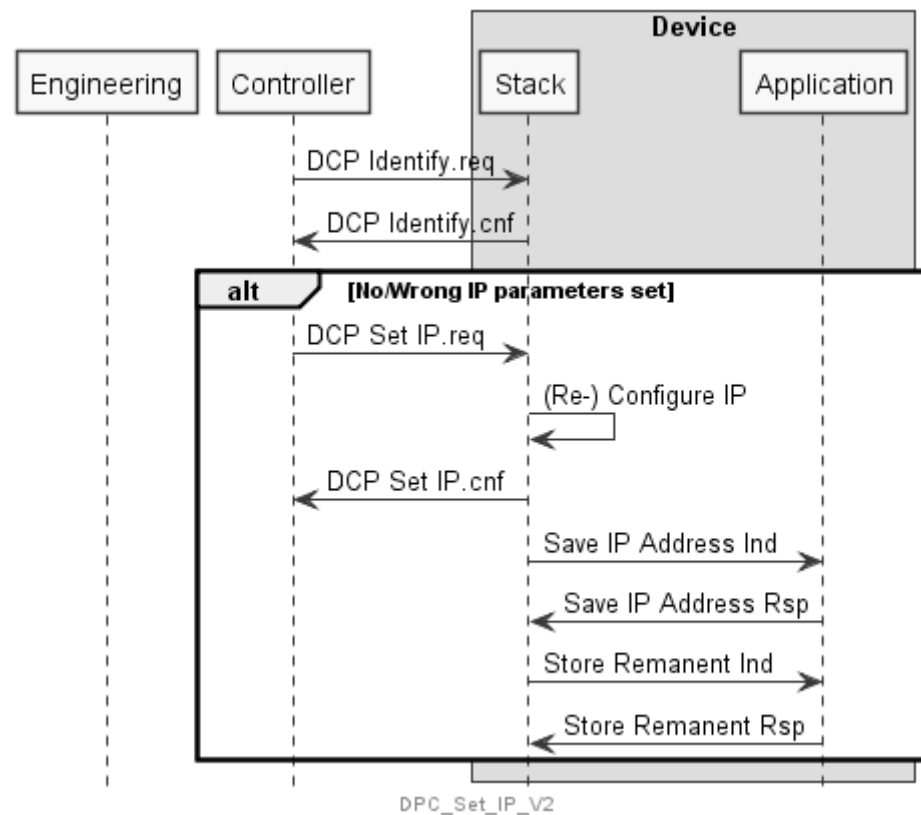 Device
Engineering
Controller
Stack
Application
DCP Identify.req
DCP Identify.cnf
alt
[No/Wrong IP parameters set]
DCP Set IP.req
(Re-) Configure IP
DCP Set IP.cnf
Save IP Address Ind
Save IP Address Rsp
Store Remanent Ind
Store Remanent Rsp
DPC_Set_IP_V2